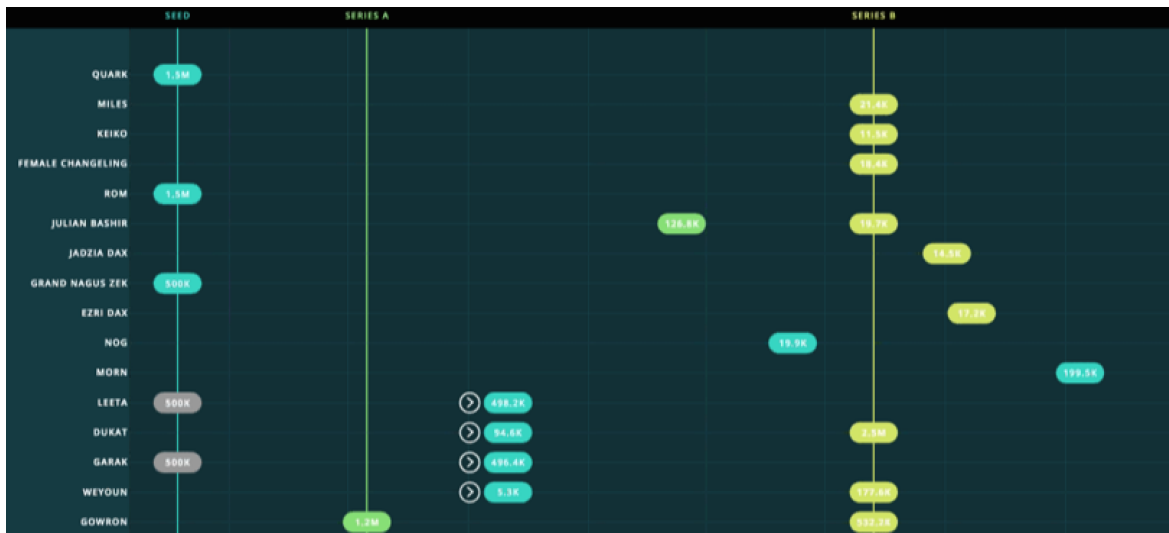 SEED SERIES A SERIES B
QUARK 1.5M
MILES 21.4K
KEIKO 11.5K
FEMALE CHANGELING 18.4K
ROM 1.5M
JULIAN BASHIR 128.8K 19.7K
JADZIA DAX 14.5K
GRAND NAGUS ZEK 500K
EZRI DAX 17.2K
NOG 19.9K
MORN 199.5K
LEETA 500K 498.2K
DUKAT 94.6K 2.5M
GARAK 500K 496.4K
WEYOUN 5.3K 177.6K
GOWRON 1.2M 532.2K